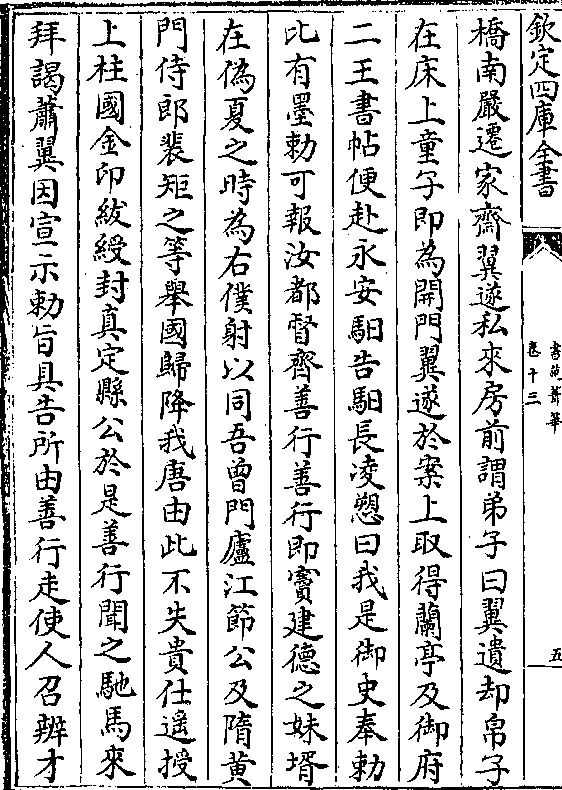 欽定四庫全書
書苑菁華
卷十三
五
橋南嚴遷家齋翼遂私來房前謂弟子曰翼遺却帛子
在床上童子即為開門翼遂於案上取得蘭亭及御府
二王書帖便赴永安馹告馹長凌愬曰我是御史奉勅
比有墨勅可報汝都督齊善行善行即竇建德之妹壻
在偽夏之時為右僕射以同吾曾門廬江節公及隋黄
門侍郎裴矩之等舉國歸降我唐由此不失貴仕遥授
上柱國金印紱綬封真定縣公於是善行聞之馳馬來
拜謁蕭翼因宣示勅旨具告所由善行走使人召辨才